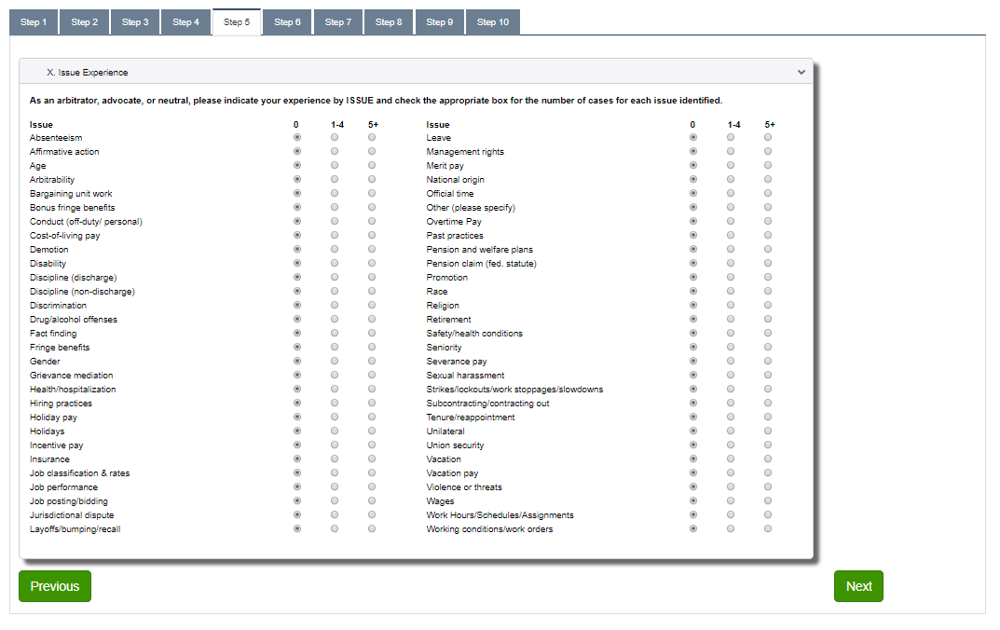 Step 1 Step 2 Step 3 Step 4 Step 5 Step 6 Step 7 Step 8 Step 9 Step 10
X. Issue Experience
As an arbitrator, advocate, or neutral, please indicate your experience by ISSUE and check the appropriate box for the number of cases for each issue identified.
Issue 0 1-4 5+
Absenteeism
Affirmative action
Age
Arbitrability
Bargaining unit work
Bonus fringe benefits
Conduct (off-duty/ personal)
Cost-of-living pay
Demotion
Disability
Discipline (discharge)
Discipline (non-discharge)
Discrimination
Drug/alcohol offenses
Fact finding
Fringe benefits
Gender
Grievance mediation
Health/hospitalization
Hiring practices
Holiday pay
Holidays
Incentive pay
Insurance
Job classification & rates
Job performance
Job posting/bidding
Jurisdictional dispute
Layoffs/bumping/recall
Issue 0 1-4 5+
Leave
Management rights
Merit pay
National origin
Official time
Other (please specify)
Overtime Pay
Past practices
Pension and welfare plans
Pension claim (fed. statute)
Promotion
Race
Religion
Retirement
Safety/health conditions
Seniority
Severance pay
Sexual harassment
Strikes/lockouts/work stoppages/slowdowns
Subcontracting/contracting out
Tenure/reappointment
Unilateral
Union security
Vacation
Vacation pay
Violence or threats
Wages
Work Hours/Schedules/Assignments
Working conditions/work orders
Previous
Next